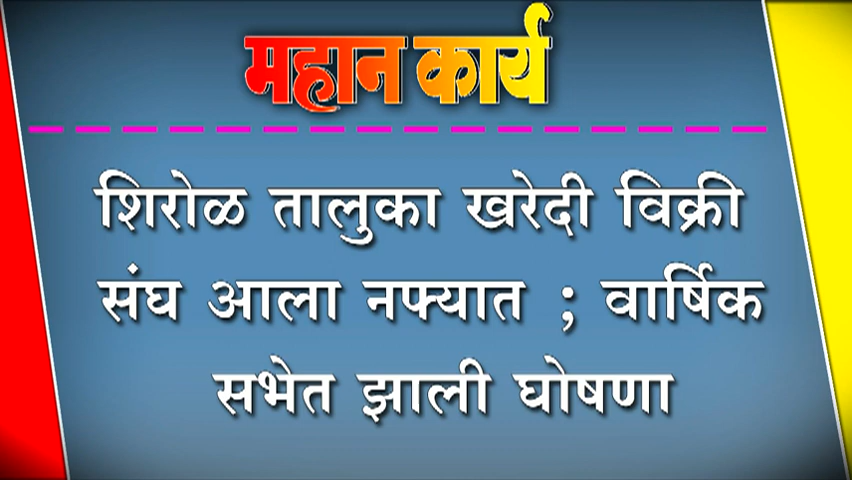 महान कार्य
शिरोळ तालुका खरेदी विक्री
संघ आला नफ्यात ; वार्षिक
सभेत झाली घोषणा